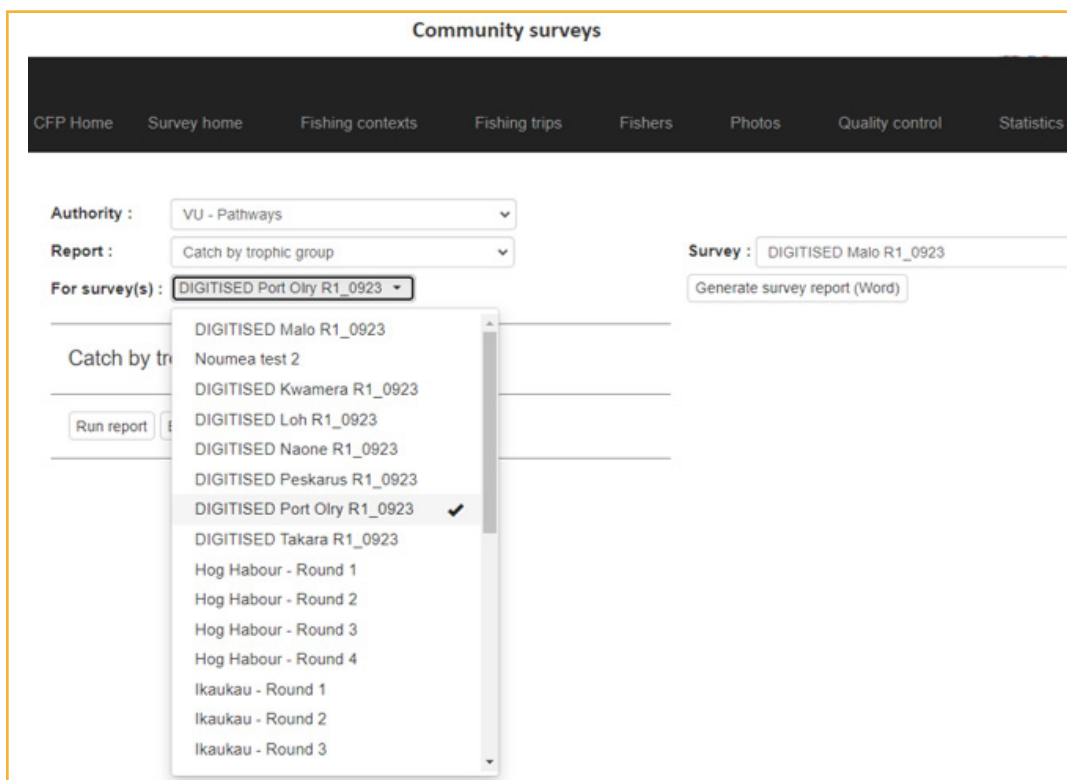 Community surveys
CFP Home Survey home Fishing contexts Fishing trips Fishers Photos Quality control Statistics
Authority : VU - Pathways
Report : Catch by trophic group Survey : DIGITISED Malo R1_0923
For survey(s) : DIGITISED Port Olry R1_0923 Generate survey report (Word)
DIGITISED Malo R1_0923
Catch by tr
Noumea test 2
DIGITISED Kwamera R1_0923
DIGITISED Loh R1_0923
Run report
DIGITISED Naone R1_0923
DIGITISED Peskarus R1_0923
DIGITISED Port Olry R1_0923
DIGITISED Takara R1_0923
Hog Habour - Round 1
Hog Habour - Round 2
Hog Habour - Round 3
Hog Habour - Round 4
Ikaukau - Round 1
Ikaukau - Round 2
Ikaukau - Round 3